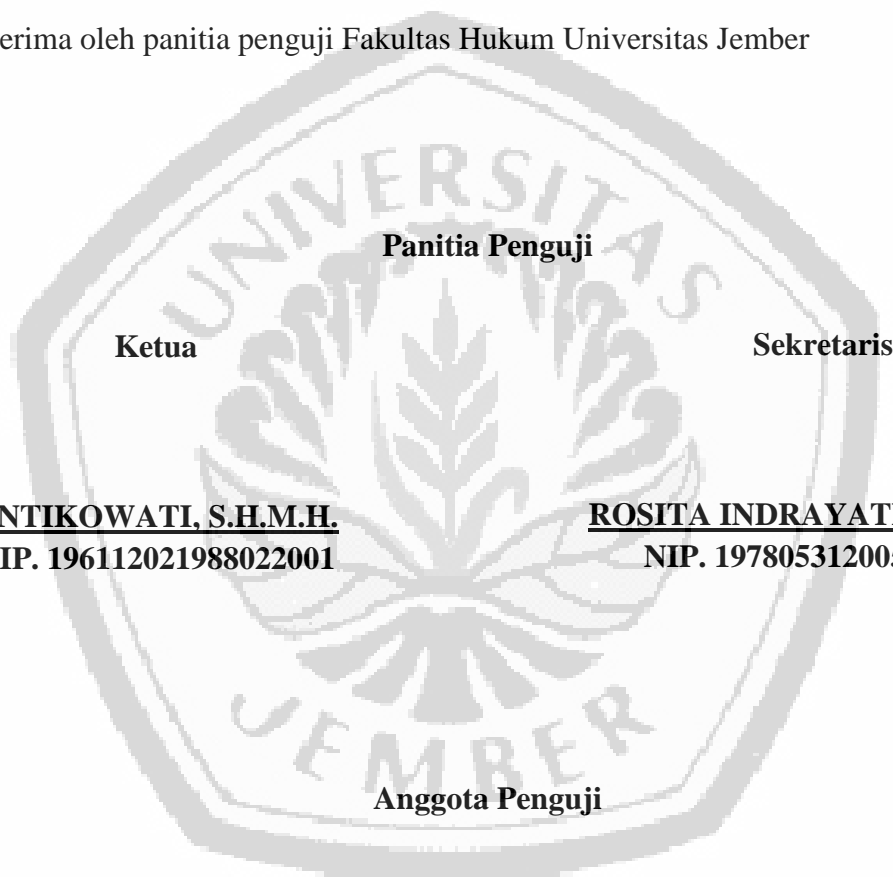 erima oleh panitia penguji Fakultas Hukum Universitas Jember
UNIVERSITAS
Panitia Penguji
Ketua Sekretaris
NTIKOWATI, S.H.M.H. ROSITA INDRAYATI
IP. 196112021988022001 NIP. 197805312005
JEMBER
Anggota Penguji